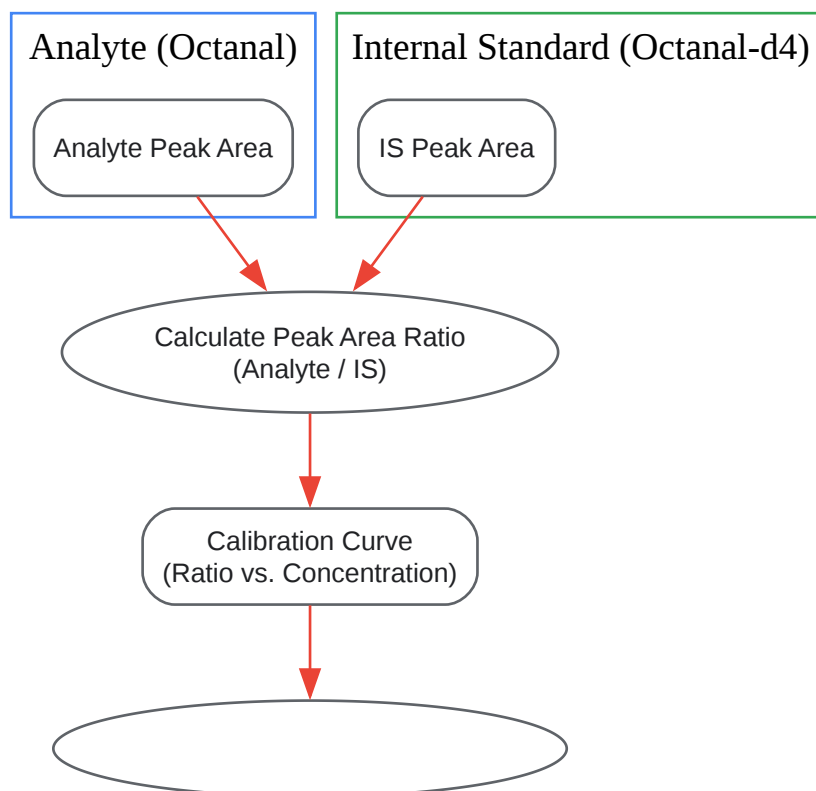 Analyte (Octanal)
Internal Standard (Octanal-d4)
Analyte Peak Area
IS Peak Area
Calculate Peak Area Ratio
(Analyte / IS)
Calibration Curve
(Ratio vs. Concentration)